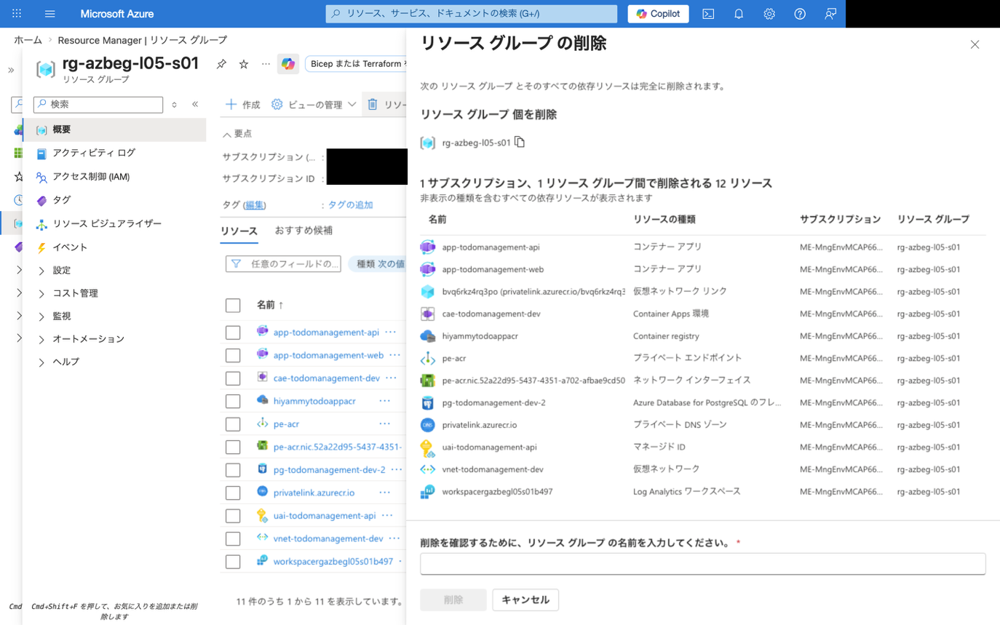 Microsoft Azure
リソース、サービス、ドキュメントの検索 (G+/)
Copilot
ホーム > Resource Manager | リソース グループ
rg-azbeg-l05-s01
リソース グループ
Bicep または Terraform
検索
概要
アクティビティ ログ
アクセス制御 (IAM)
タグ
リソース ビジュアライザー
イベント
設定
コスト管理
監視
オートメーション
ヘルプ
Cmd
Cmd+Shift+F を押して、お気に入りを追加または削
除します
作成
ビューの管理
リソー
要点
サブスクリプション (... :
サブスクリプション ID :
タグ (編集) : タグの追加
リソース おすすめ候補
任意のフィールドの...
種類 次の値
名前 ↑
app-todomanagement-api ...
app-todomanagement-web ...
cae-todomanagement-dev ...
hiyammytodoappacr ...
pe-acr ...
pe-acr.nic.52a22d95-5437-4351-
pg-todomanagement-dev-2 ...
privatelink.azurecr.io ...
uai-todomanagement-api ...
vnet-todomanagement-dev ...
workspacergazbegl05s01b497
11 件のうち 1 から 11 を表示しています。
リソース グループ の削除
次の リソース グループ とそのすべての依存リソースは完全に削除されます。
リソース グループ 個を削除
rg-azbeg-l05-s01
1 サブスクリプション、1 リソース グループ間で削除される 12 リソース
非表示の種類を含むすべての依存リソースが表示されます
名前 リソースの種類 サブスクリプション リソース グループ
app-todomanagement-api コンテナー アプリ ME-MngEnvMCAP66... rg-azbeg-l05-s01
app-todomanagement-web コンテナー アプリ ME-MngEnvMCAP66... rg-azbeg-l05-s01
bvq6rkz4rq3po (privatelink.azurecr.io/bvq6rkz4rq3 仮想ネットワーク リンク ME-MngEnvMCAP66... rg-azbeg-l05-s01
cae-todomanagement-dev Container Apps 環境 ME-MngEnvMCAP66... rg-azbeg-l05-s01
hiyammytodoappacr Container registry ME-MngEnvMCAP66... rg-azbeg-l05-s01
pe-acr プライベート エンドポイント ME-MngEnvMCAP66... rg-azbeg-l05-s01
pe-acr.nic.52a22d95-5437-4351-a702-afbae9cd50 ネットワーク インターフェイス ME-MngEnvMCAP66... rg-azbeg-l05-s01
pg-todomanagement-dev-2 Azure Database for PostgreSQL のフレ... ME-MngEnvMCAP66... rg-azbeg-l05-s01
privatelink.azurecr.io プライベート DNS ゾーン ME-MngEnvMCAP66... rg-azbeg-l05-s01
uai-todomanagement-api マネージド ID ME-MngEnvMCAP66... rg-azbeg-l05-s01
vnet-todomanagement-dev 仮想ネットワーク ME-MngEnvMCAP66... rg-azbeg-l05-s01
workspacergazbegl05s01b497 Log Analytics ワークスペース ME-MngEnvMCAP66... rg-azbeg-l05-s01
削除を確認するために、リソース グループ の名前を入力してください。 *
削除 キャンセル